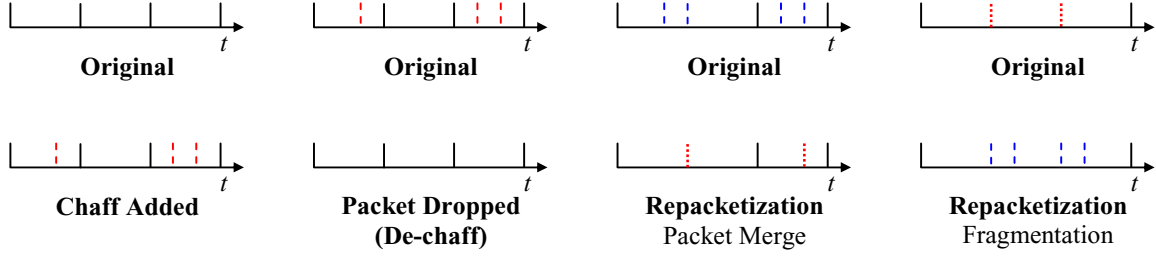 t
t
t
t
Original
Original
Original
Original
t
t
t
t
Chaff Added
Packet Dropped
(De-chaff)
Repacketization
Packet Merge
Repacketization
Fragmentation